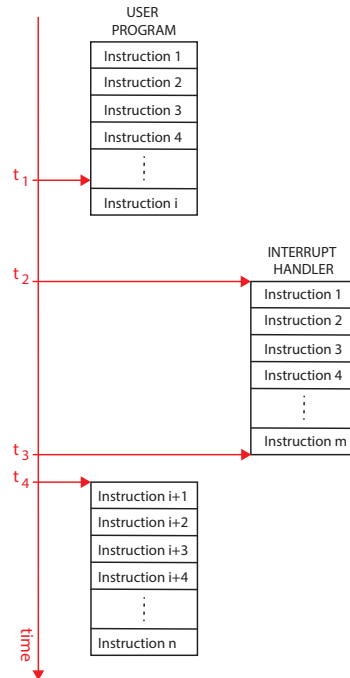 USER
PROGRAM
Instruction 1
Instruction 2
Instruction 3
Instruction 4
t1
Instruction i
INTERRUPT
HANDLER
t2
Instruction 1
Instruction 2
Instruction 3
Instruction 4
Instruction m
t3
t4
Instruction i+1
Instruction i+2
Instruction i+3
Instruction i+4
Instruction n
time